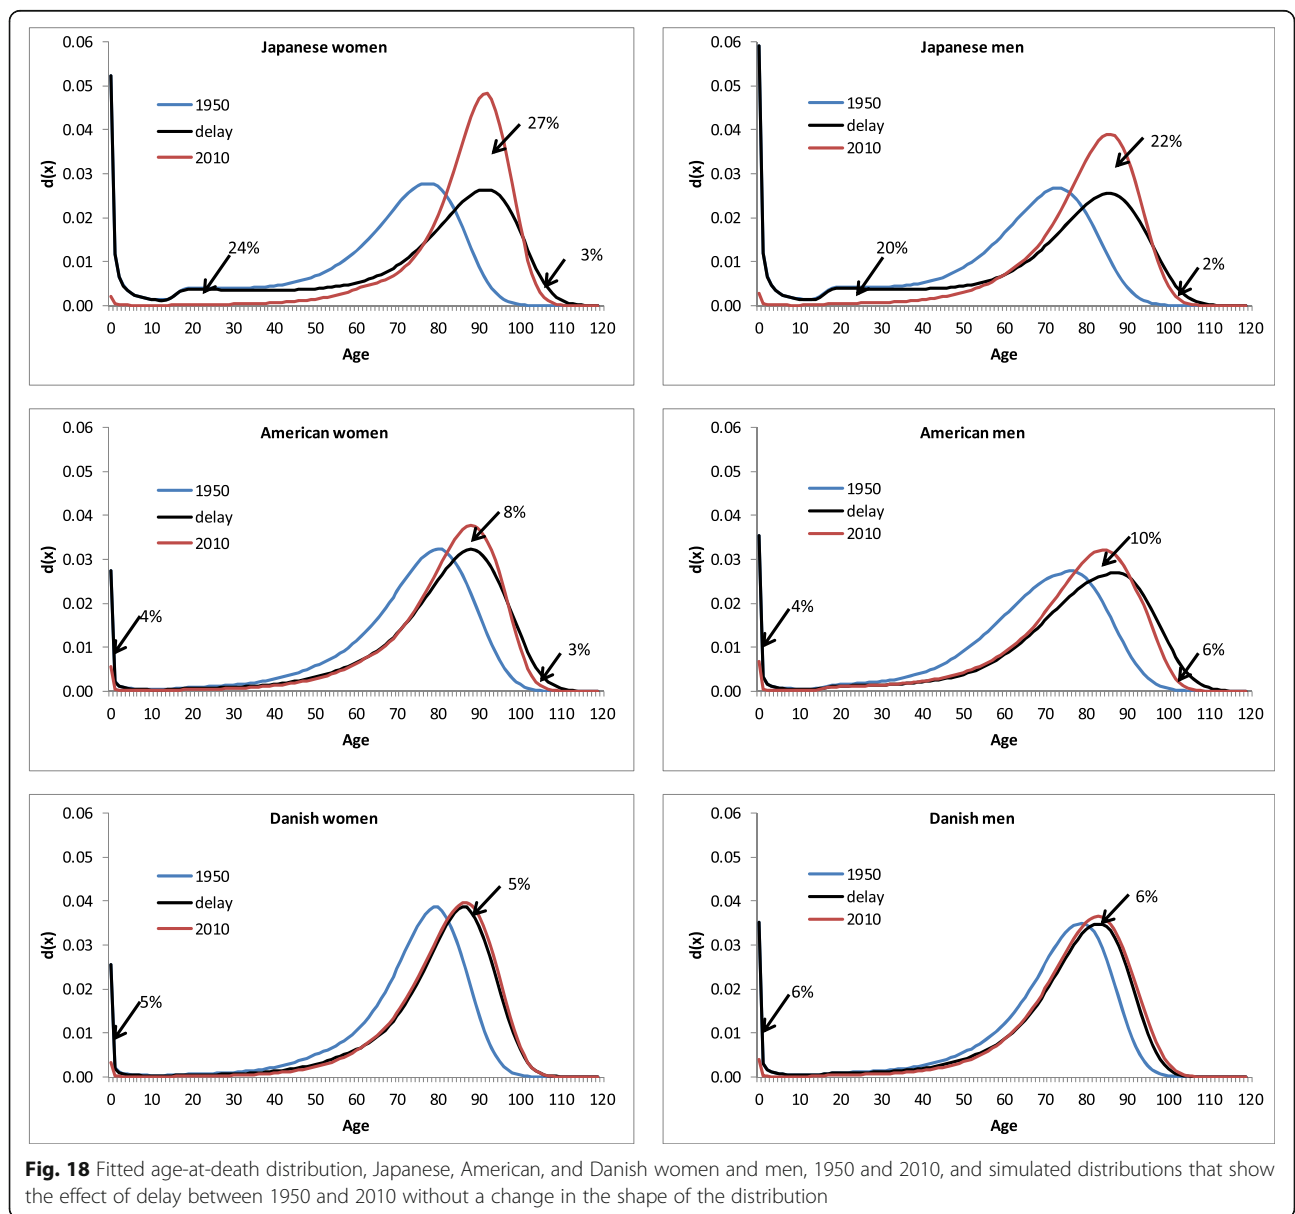 Japanese women
0.06
0.05
0.04
0.03
0.02
0.01
0.00
d(x)
1950
delay
2010
27%
24%
3%
0 10 20 30 40 50 60 70 80 90 100 110 120
Age
Japanese men
0.06
0.05
0.04
0.03
0.02
0.01
0.00
d(x)
1950
delay
2010
22%
20%
2%
0 10 20 30 40 50 60 70 80 90 100 110 120
Age
American women
0.06
0.05
0.04
0.03
0.02
0.01
0.00
d(x)
1950
delay
2010
8%
4%
3%
0 10 20 30 40 50 60 70 80 90 100 110 120
Age
American men
0.06
0.05
0.04
0.03
0.02
0.01
0.00
d(x)
1950
delay
2010
10%
4%
6%
0 10 20 30 40 50 60 70 80 90 100 110 120
Age
Danish women
0.06
0.05
0.04
0.03
0.02
0.01
0.00
d(x)
1950
delay
2010
5%
5%
0 10 20 30 40 50 60 70 80 90 100 110 120
Age
Danish men
0.06
0.05
0.04
0.03
0.02
0.01
0.00
d(x)
1950
delay
2010
6%
6%
0 10 20 30 40 50 60 70 80 90 100 110 120
Age
Fig. 18 Fitted age-at-death distribution, Japanese, American, and Danish women and men, 1950 and 2010, and simulated distributions that show
the effect of delay between 1950 and 2010 without a change in the shape of the distribution